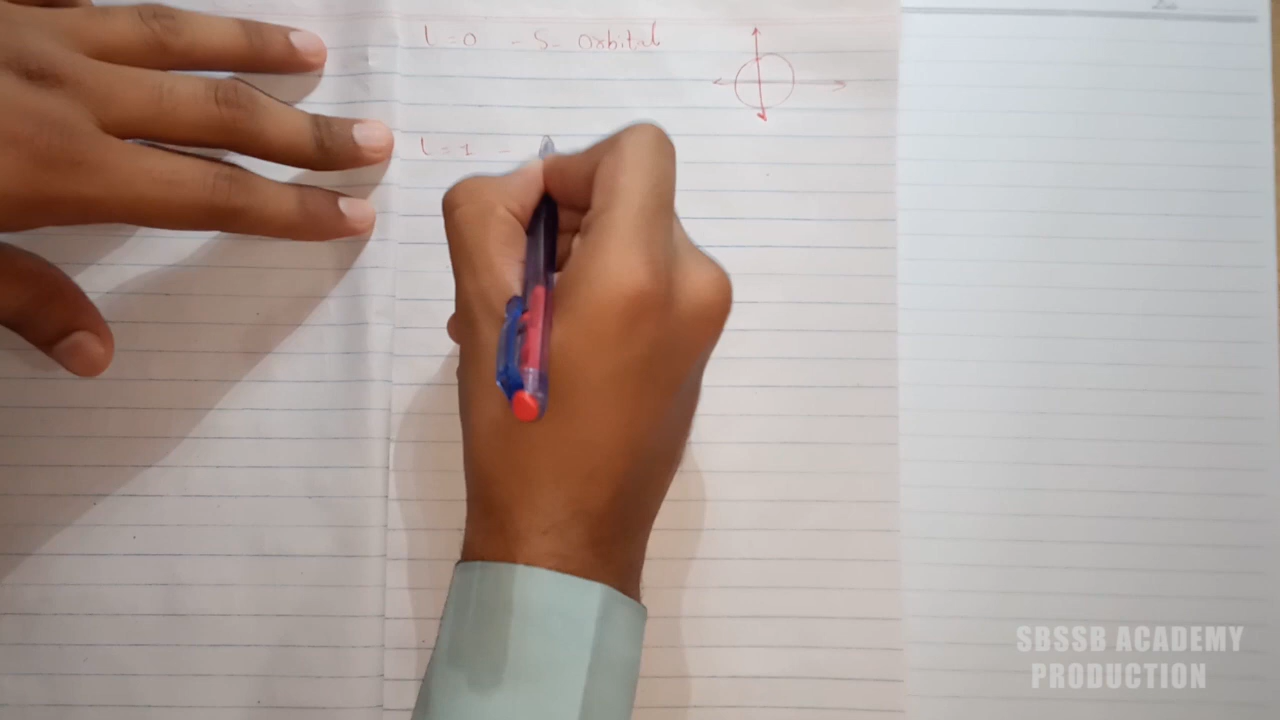 l = 0 - S - Orbital
l = 1 -
SBSSB ACADEMY
PRODUCTION